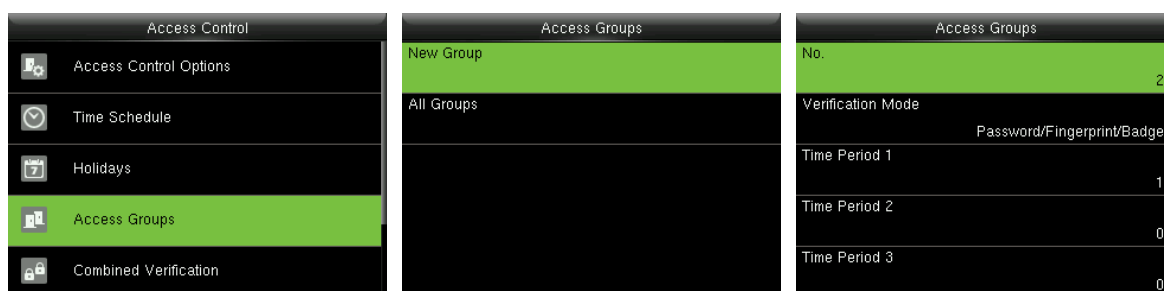 Access Control
Access Control Options
Time Schedule
7
Holidays
Access Groups
Combined Verification
Access Groups
New Group
All Groups
Access Groups
No.
2
Verification Mode
Password/Fingerprint/Badge
Time Period 1
1
Time Period 2
0
Time Period 3
0